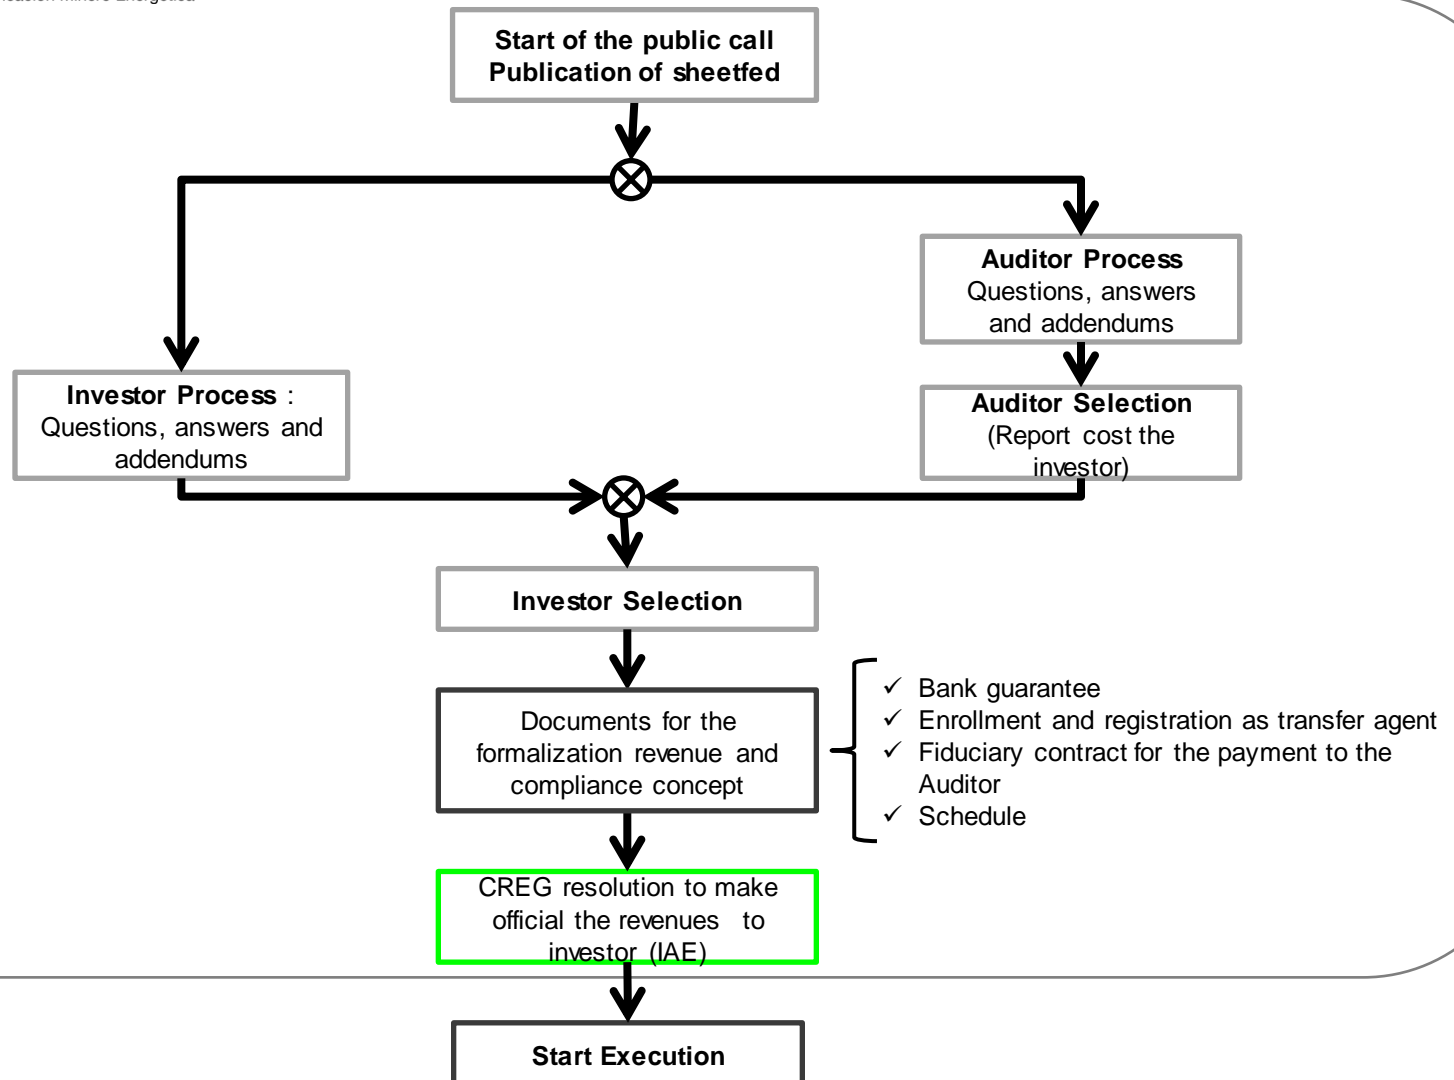 Minero Energética
Start of the public call
Publication of sheetfed
Auditor Process
Questions, answers
and addendums
Investor Process :
Questions, answers and
addendums
Auditor Selection
(Report cost the
investor)
Investor Selection
Documents for the
formalization revenue and
compliance concept
✓ Bank guarantee
✓ Enrollment and registration as transfer agent
✓ Fiduciary contract for the payment to the
Auditor
✓ Schedule
CREG resolution to make
official the revenues to
investor (IAE)
Start Execution